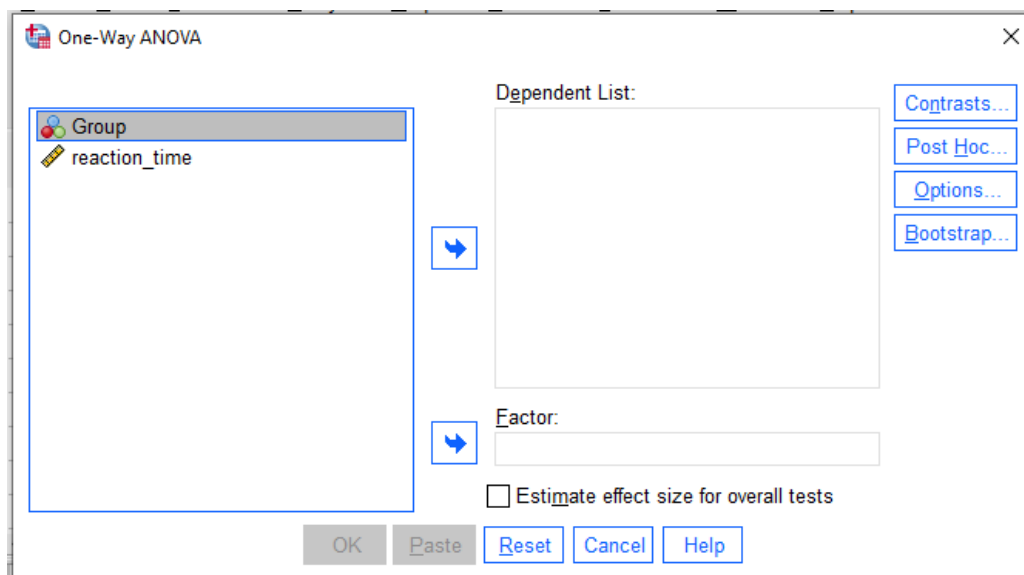 One-Way ANOVA
Dependent List:
Contrasts...
Group
reaction_time
Post Hoc...
Options...
Bootstrap...
Factor:
Estimate effect size for overall tests
OK
Paste
Reset
Cancel
Help